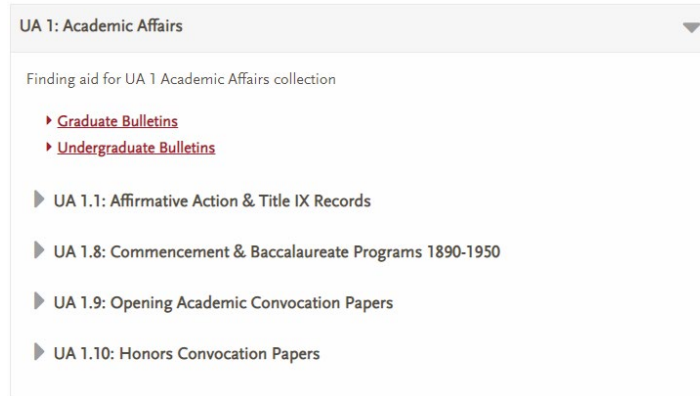 UA 1: Academic Affairs
Finding aid for UA 1 Academic Affairs collection
Graduate Bulletins
Undergraduate Bulletins
UA 1.1: Affirmative Action & Title IX Records
UA 1.8: Commencement & Baccalaureate Programs 1890-1950
UA 1.9: Opening Academic Convocation Papers
UA 1.10: Honors Convocation Papers